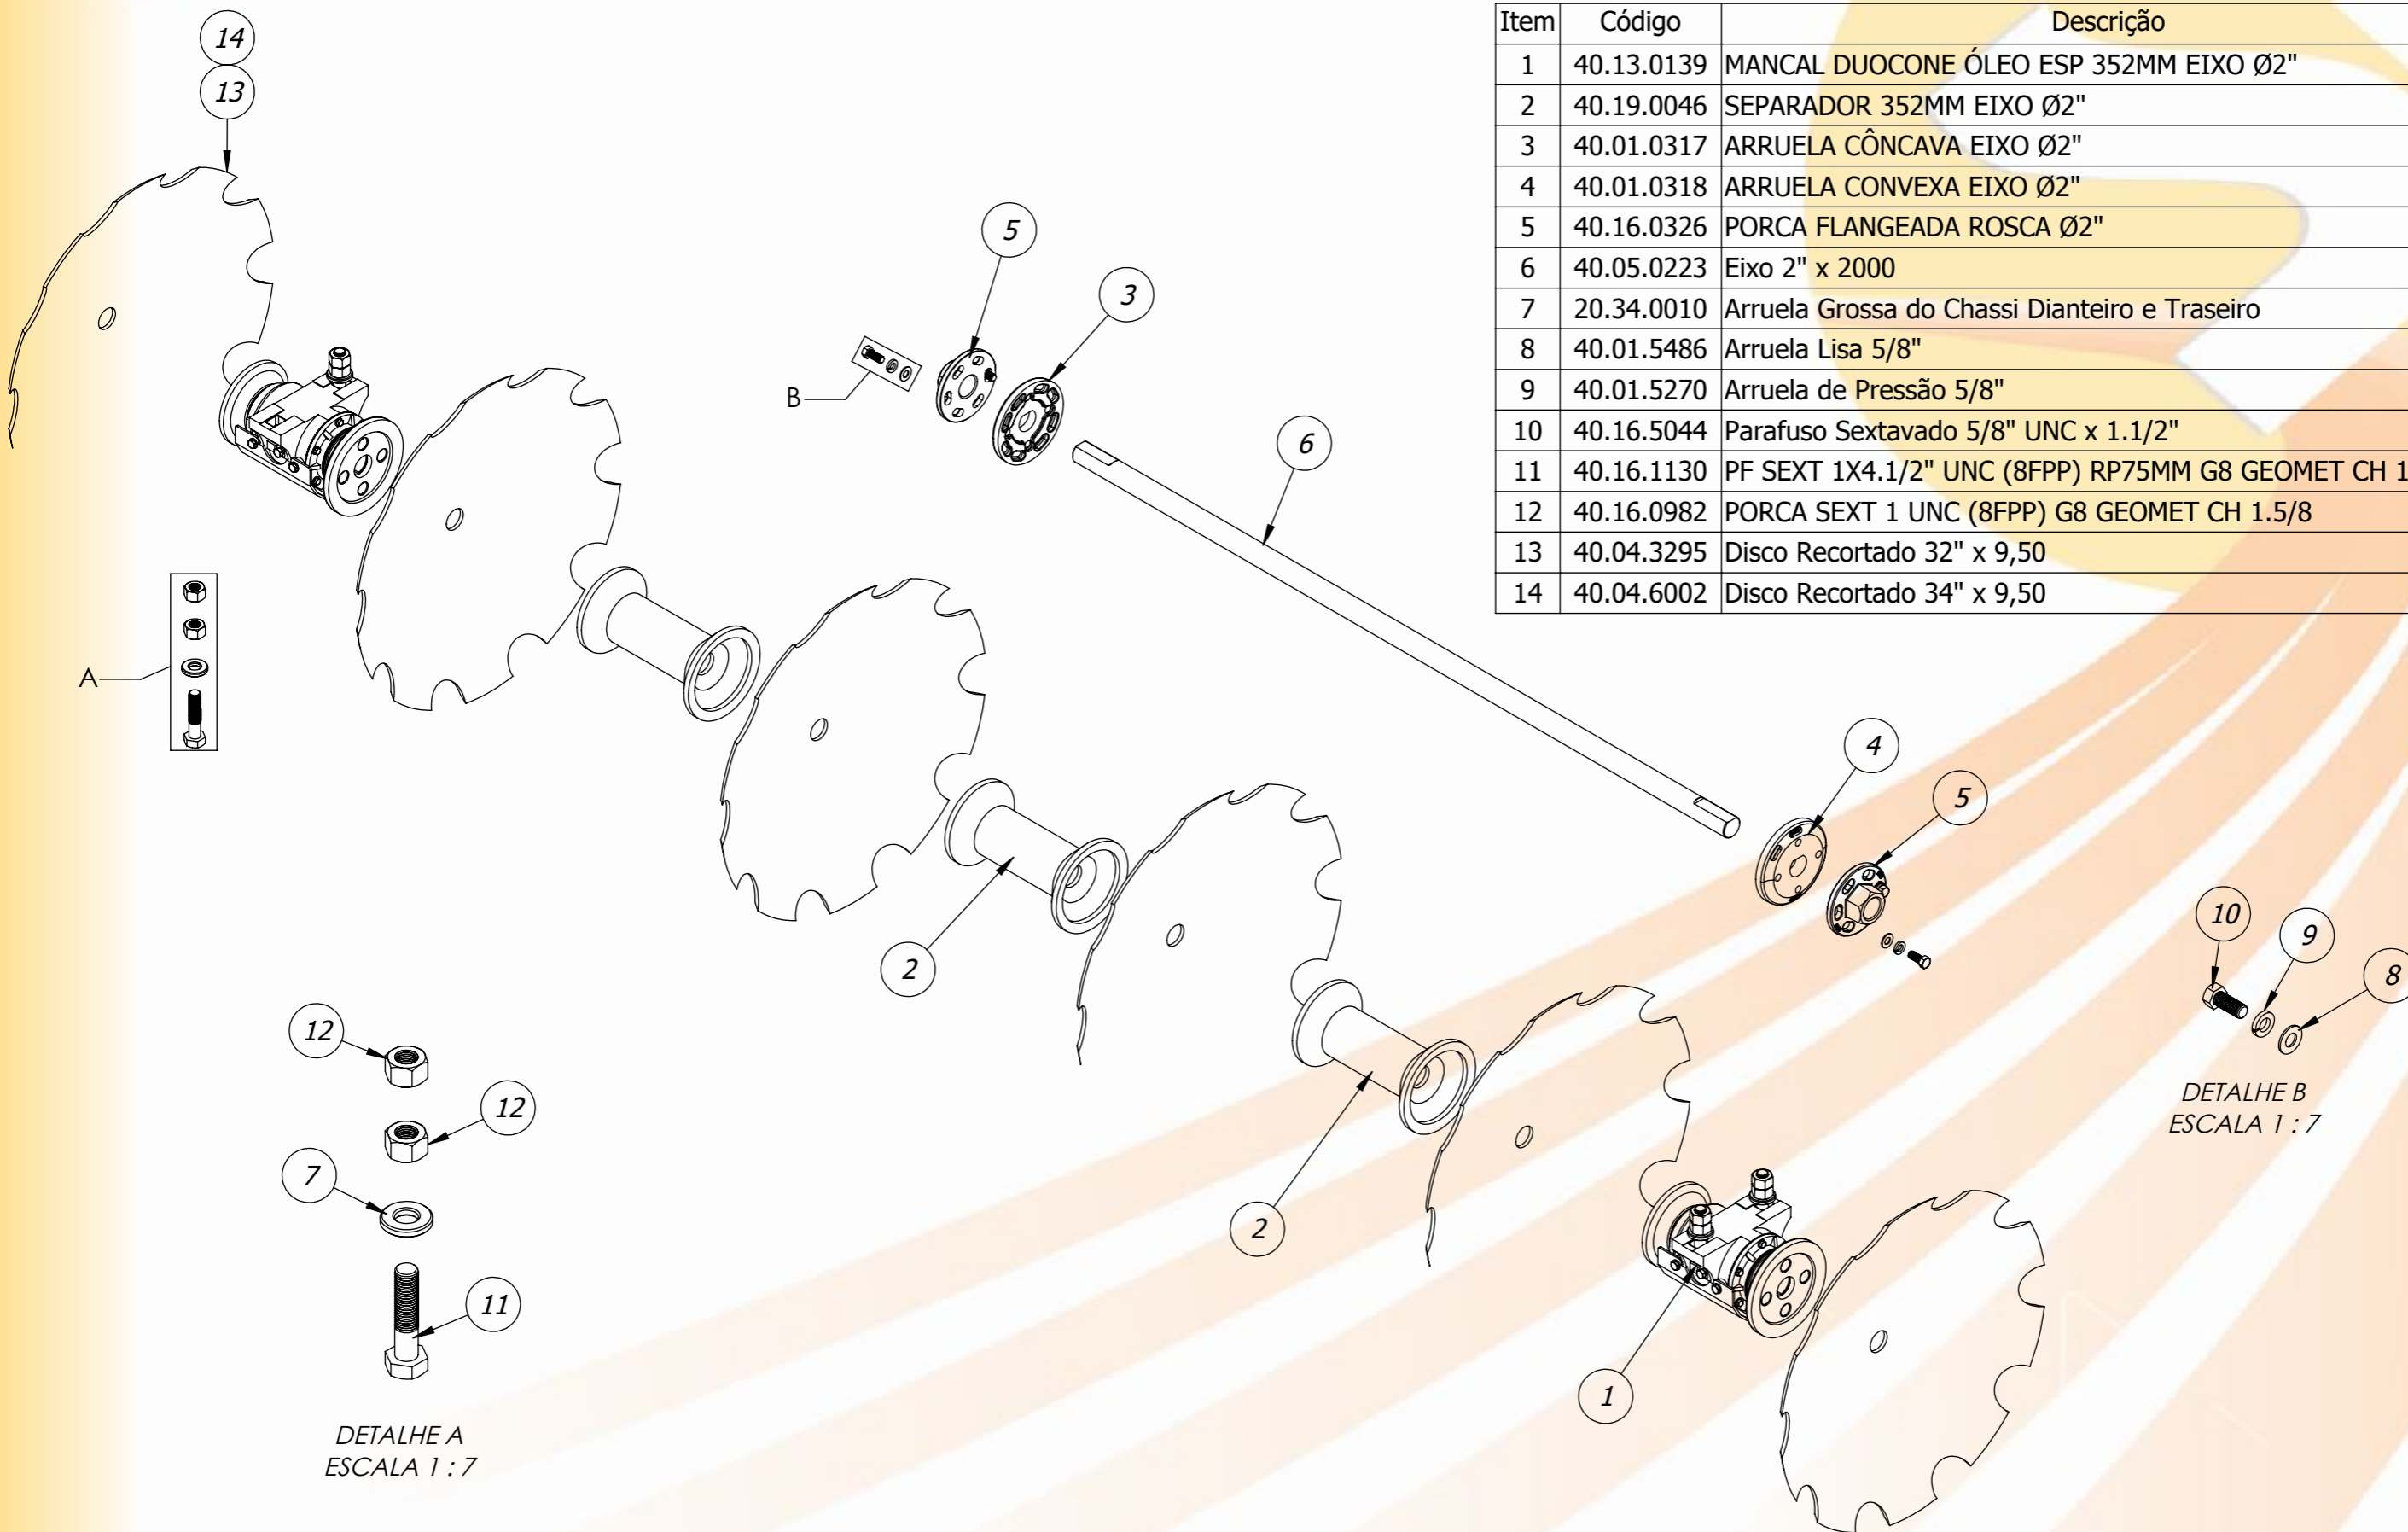 Item Código Descrição
1 40.13.0139 MANCAL DUOCONE ÓLEO ESP 352MM EIXO Ø2"
2 40.19.0046 SEPARADOR 352MM EIXO Ø2"
3 40.01.0317 ARRUELA CÔNCAVA EIXO Ø2"
4 40.01.0318 ARRUELA CONVEXA EIXO Ø2"
5 40.16.0326 PORCA FLANGEADA ROSCA Ø2"
6 40.05.0223 Eixo 2" x 2000
7 20.34.0010 Arruela Grossa do Chassi Dianteiro e Traseiro
8 40.01.5486 Arruela Lisa 5/8"
9 40.01.5270 Arruela de Pressão 5/8"
10 40.16.5044 Parafuso Sextavado 5/8" UNC x 1.1/2"
11 40.16.1130 PF SEXT 1X4.1/2" UNC (8FPP) RP75MM G8 GEOMET CH 1
12 40.16.0982 PORCA SEXT 1 UNC (8FPP) G8 GEOMET CH 1.5/8
13 40.04.3295 Disco Recortado 32" x 9,50
14 40.04.6002 Disco Recortado 34" x 9,50
14
13
5
3
B
6
A
4
5
2
10
9
8
12
12
7
2
11
1
DETALHE B
ESCALA 1 : 7
DETALHE A
ESCALA 1 : 7